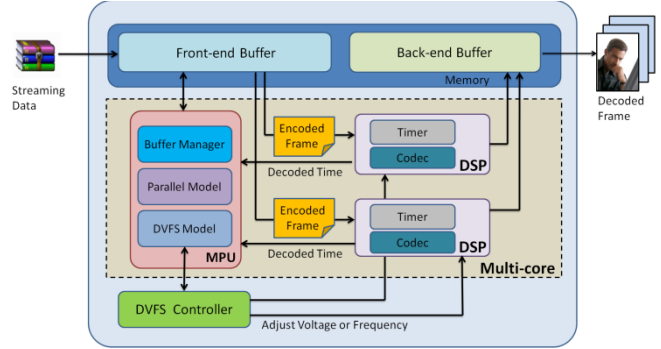 Front-end Buffer
Back-end Buffer
Memory
Streaming
Data
Decoded
Frame
Encoded
Frame
Timer
Codec
DSP
Buffer Manager
Decoded Time
Parallel Model
Encoded
Frame
Timer
Codec
DSP
DVFS Model
Decoded Time
MPU
Multi-core
DVFS Controller
Adjust Voltage or Frequency